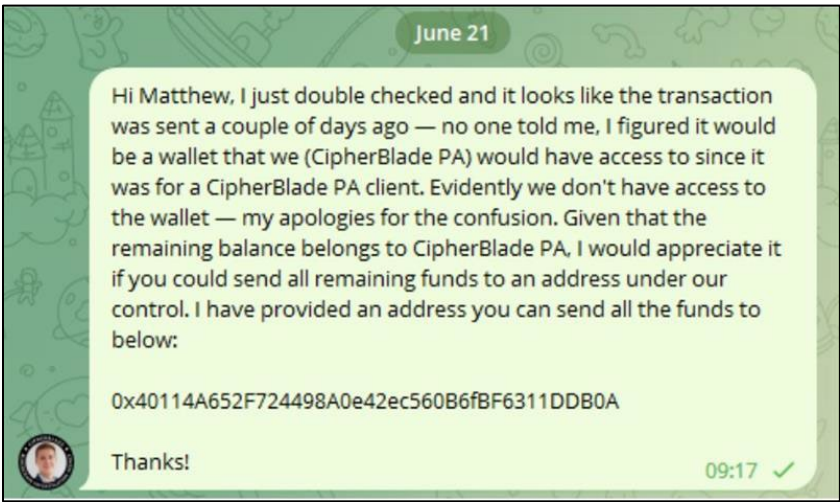 June 21
Hi Matthew, I just double checked and it looks like the transaction
was sent a couple of days ago — no one told me, I figured it would
be a wallet that we (CipherBlade PA) would have access to since it
was for a CipherBlade PA client. Evidently we don't have access to
the wallet — my apologies for the confusion. Given that the
remaining balance belongs to CipherBlade PA, I would appreciate it
if you could send all remaining funds to an address under our
control. I have provided an address you can send all the funds to
below:
0x40114A652F724498A0e42ec560B6fBF6311DDB0A
Thanks!
09:17